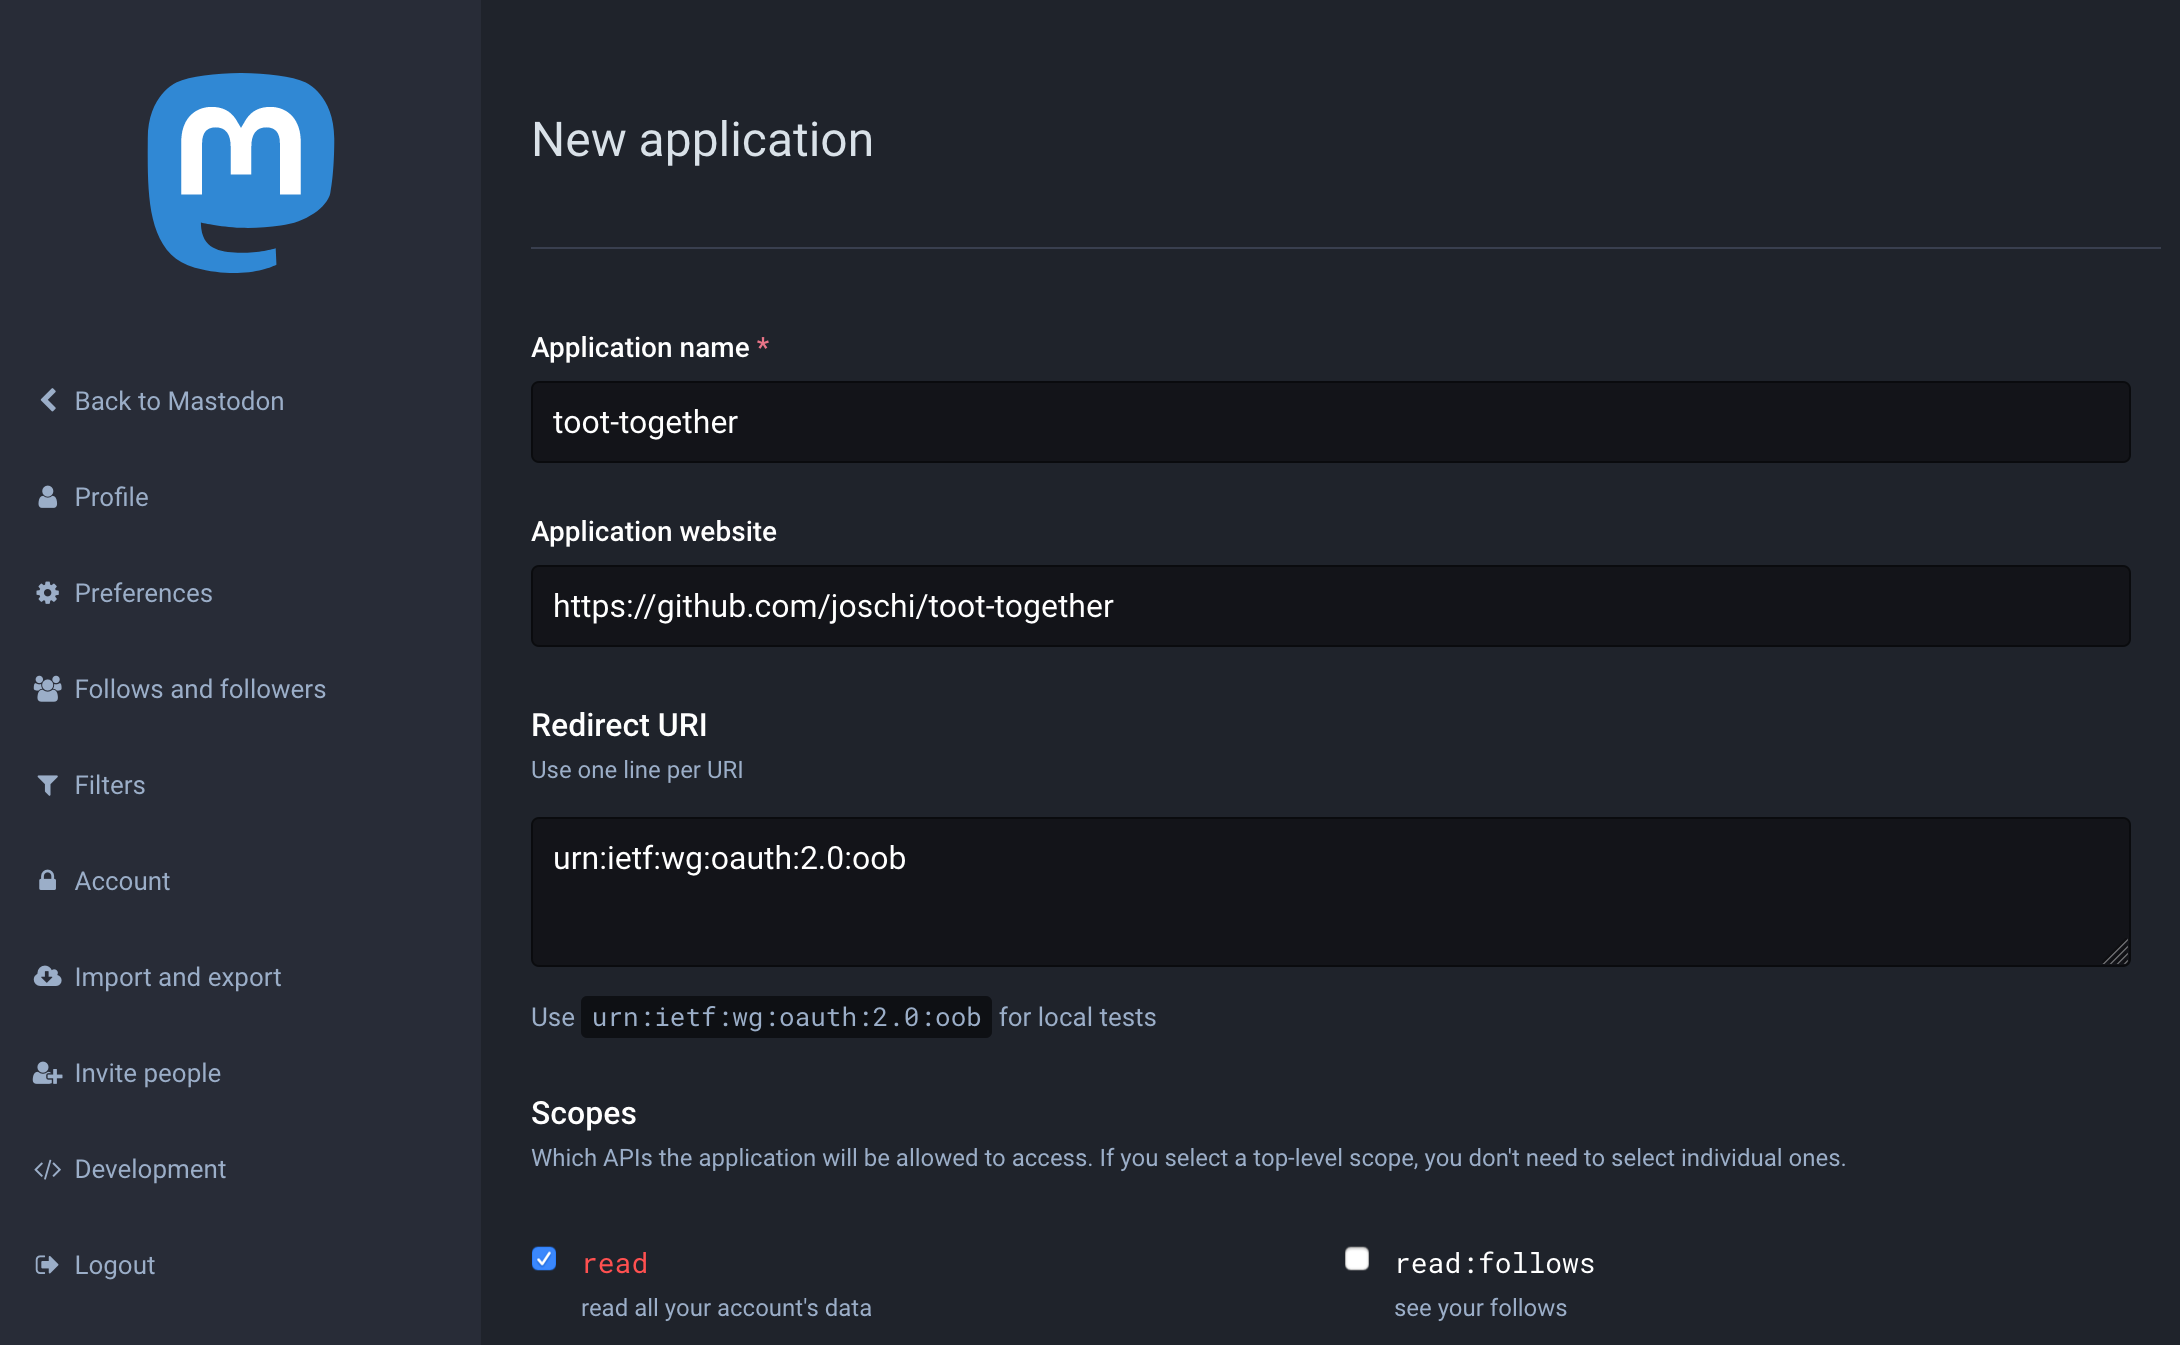 Back to Mastodon
Profile
Preferences
Follows and followers
Filters
Account
Import and export
Invite people
Development
Logout
New application
Application name *
toot-together
Application website
https://github.com/joschi/toot-together
Redirect URI
Use one line per URI
urn:ietf:wg:oauth:2.0:oob
Use urn:ietf:wg:oauth:2.0:oob for local tests
Scopes
Which APIs the application will be allowed to access. If you select a top-level scope, you don't need to select individual ones.
read
read all your account's data
read:follows
see your follows